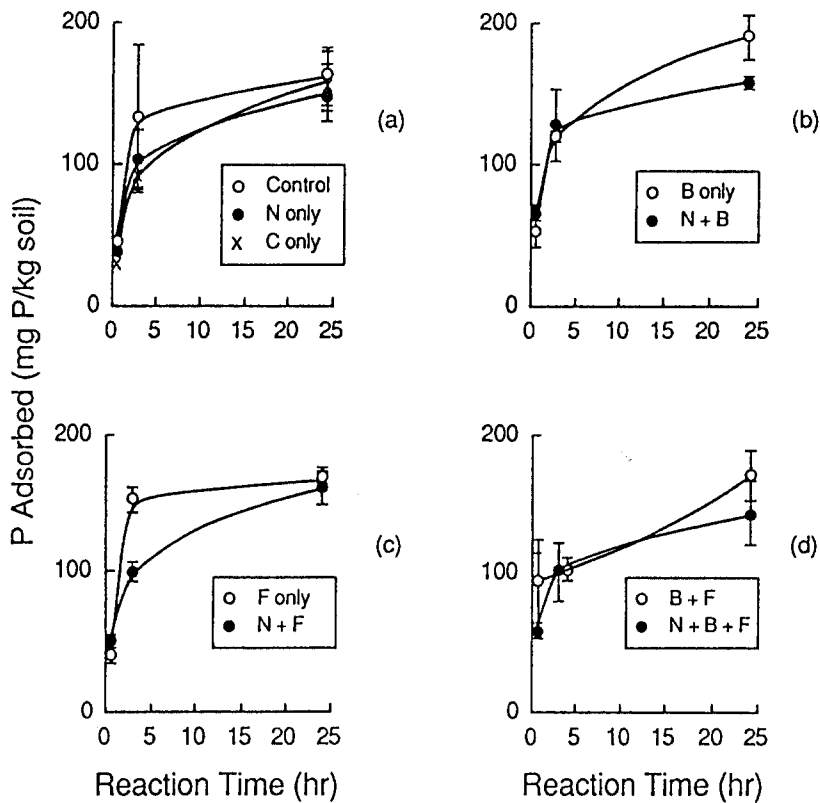 P Adsorbed (mg P/kg soil)
200
100
0
0 5 10 15 20 25
Control
N only
C only
(a)
200
100
0
0 5 10 15 20 25
B only
N + B
(b)
200
100
0
0 5 10 15 20 25
F only
N + F
(c)
200
100
0
0 5 10 15 20 25
B + F
N + B + F
(d)
Reaction Time (hr)
Reaction Time (hr)